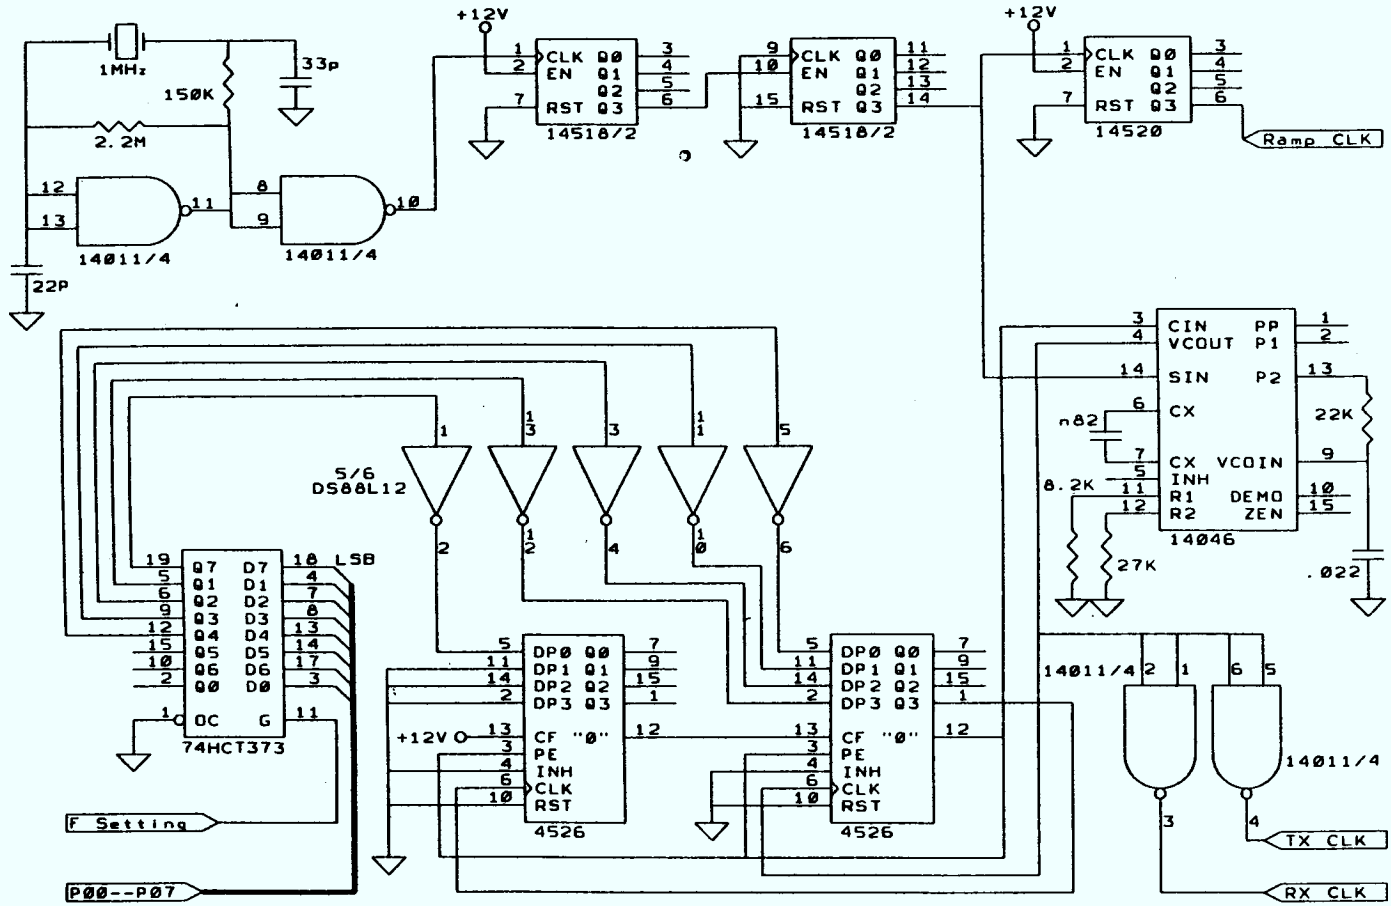 +12V
+12V
1MHz
33p
150K
2.2M
12
13
11
14011/4
8
9
10
14011/4
22P
1 CLK Q0 3
2 EN Q1 4
Q2 5
7 RST Q3 6
14518/2
9 CLK Q0 11
10 EN Q1 12
Q2 13
15 RST Q3 14
14518/2
1 CLK Q0 3
2 EN Q1 4
Q2 5
7 RST Q3 6
14520
Ramp CLK
3 CIN PP 1
4 VCOUT P1 2
14 SIN P2 13
6 CX
n82
22K
7 CX VCOIN 9
5 INH
8.2K
11 R1 DEMO 10
12 R2 ZEN 15
14046
27K
.022
1
13
3
11
5
5/6
DS88L12
2
12
4
10
6
19 Q7 D7 18 LSB
5 Q1 D1 4
6 Q2 D2 7
9 Q3 D3 8
12 Q4 D4 13
15 Q5 D5 14
10 Q6 D6 17
2 Q0 D0 3
1 OC G 11
74HCT373
5 DP0 Q0 7
11 DP1 Q1 9
14 DP2 Q2 15
2 DP3 Q3 1
+12V 13 CF "0" 12
3 PE
4 INH
6 CLK
10 RST
4526
5 DP0 Q0 7
11 DP1 Q1 9
14 DP2 Q2 15
2 DP3 Q3 1
13 CF "0" 12
3 PE
4 INH
6 CLK
10 RST
4526
14011/4 2 1 6 5
14011/4
3
4
F Setting
P00--P07
TX CLK
RX CLK